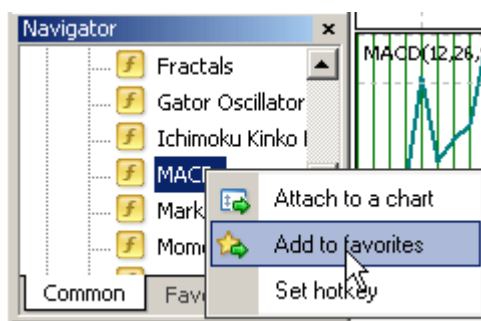 Navigator
MACD(12,26,
Fractals
Gator Oscillator
Ichimoku Kinko
MACD
Attach to a chart
Mark
Add to favorites
Mome
Set hotkey
Common
Favo